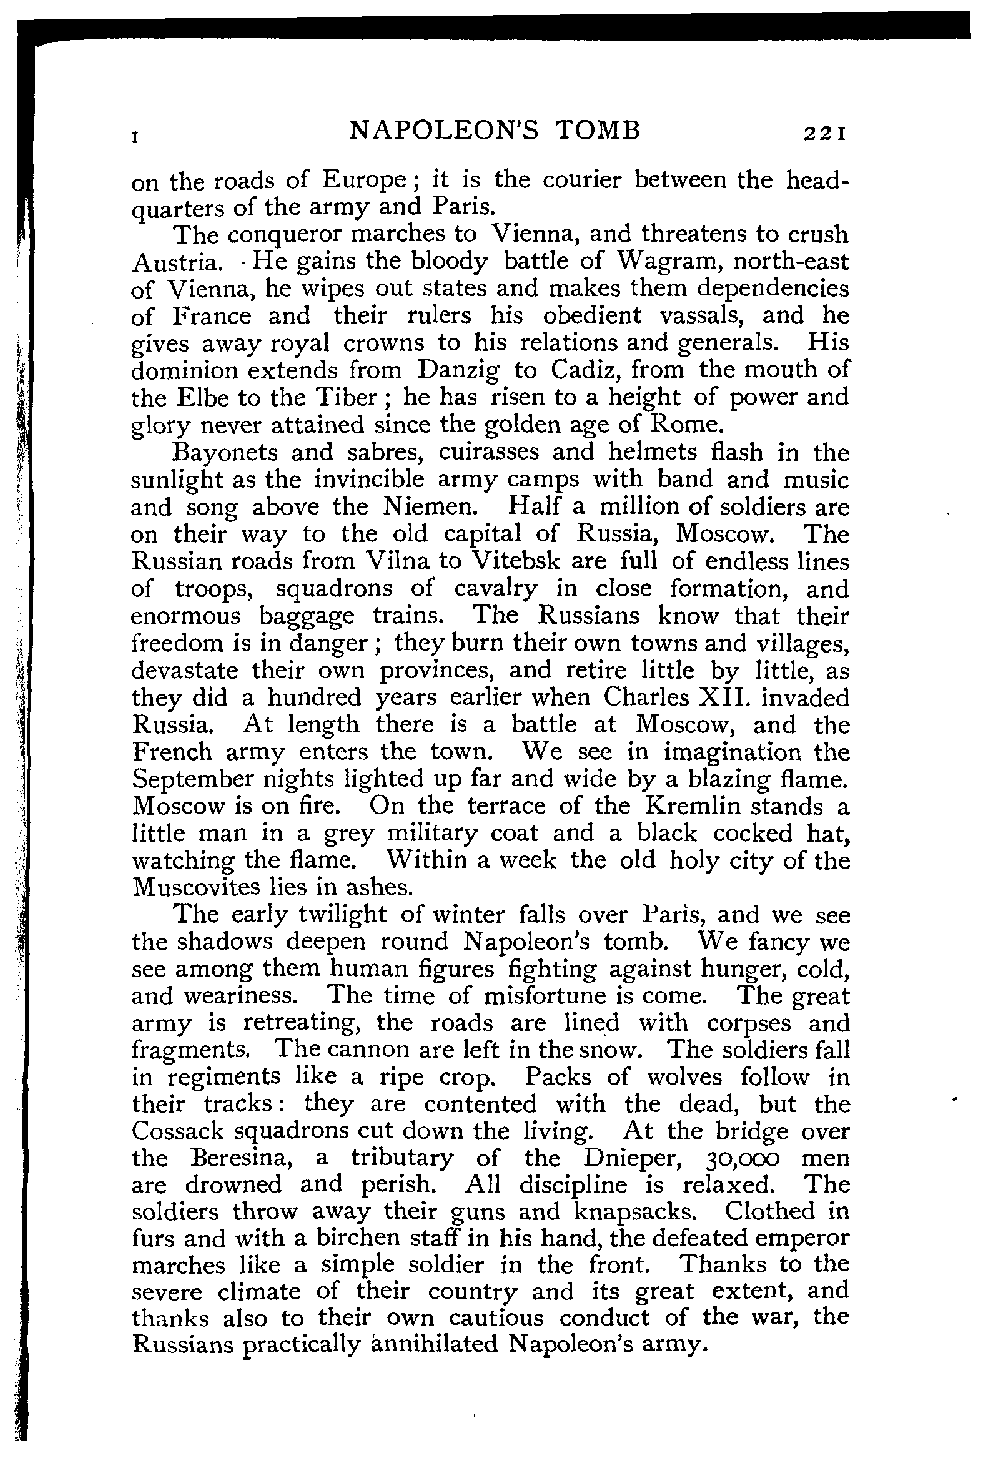 I NAPOLEON'S TOMB 221
on the roads of Europe; it is the courier between the head-
quarters of the army and Paris.
The conqueror marches to Vienna, and threatens to crush
Austria. He gains the bloody battle of Wagram, north-east
of Vienna, he wipes out states and makes them dependencies
of France and their rulers his obedient vassals, and he
gives away royal crowns to his relations and generals. His
dominion extends from Danzig to Cadiz, from the mouth of
the Elbe to the Tiber; he has risen to a height of power and
glory never attained since the golden age of Rome.
Bayonets and sabres, cuirasses and helmets flash in the
sunlight as the invincible army camps with band and music
and song above the Niemen. Half a million of soldiers are
on their way to the old capital of Russia, Moscow. The
Russian roads from Vilna to Vitebsk are full of endless lines
of troops, squadrons of cavalry in close formation, and
enormous baggage trains. The Russians know that their
freedom is in danger; they burn their own towns and villages,
devastate their own provinces, and retire little by little, as
they did a hundred years earlier when Charles XII. invaded
Russia. At length there is a battle at Moscow, and the
French army enters the town. We see in imagination the
September nights lighted up far and wide by a blazing flame.
Moscow is on fire. On the terrace of the Kremlin stands a
little man in a grey military coat and a black cocked hat,
watching the flame. Within a week the old holy city of the
Muscovites lies in ashes.
The early twilight of winter falls over Paris, and we see
the shadows deepen round Napoleon's tomb. We fancy we
see among them human figures fighting against hunger, cold,
and weariness. The time of misfortune is come. The great
army is retreating, the roads are lined with corpses and
fragments. The cannon are left in the snow. The soldiers fall
in regiments like a ripe crop. Packs of wolves follow in
their tracks: they are contented with the dead, but the
Cossack squadrons cut down the living. At the bridge over
the Beresina, a tributary of the Dnieper, 30,000 men
are drowned and perish. All discipline is relaxed. The
soldiers throw away their guns and knapsacks. Clothed in
furs and with a birchen staff in his hand, the defeated emperor
marches like a simple soldier in the front. Thanks to the
severe climate of their country and its great extent, and
thanks also to their own cautious conduct of the war, the
Russians practically annihilated Napoleon's army.